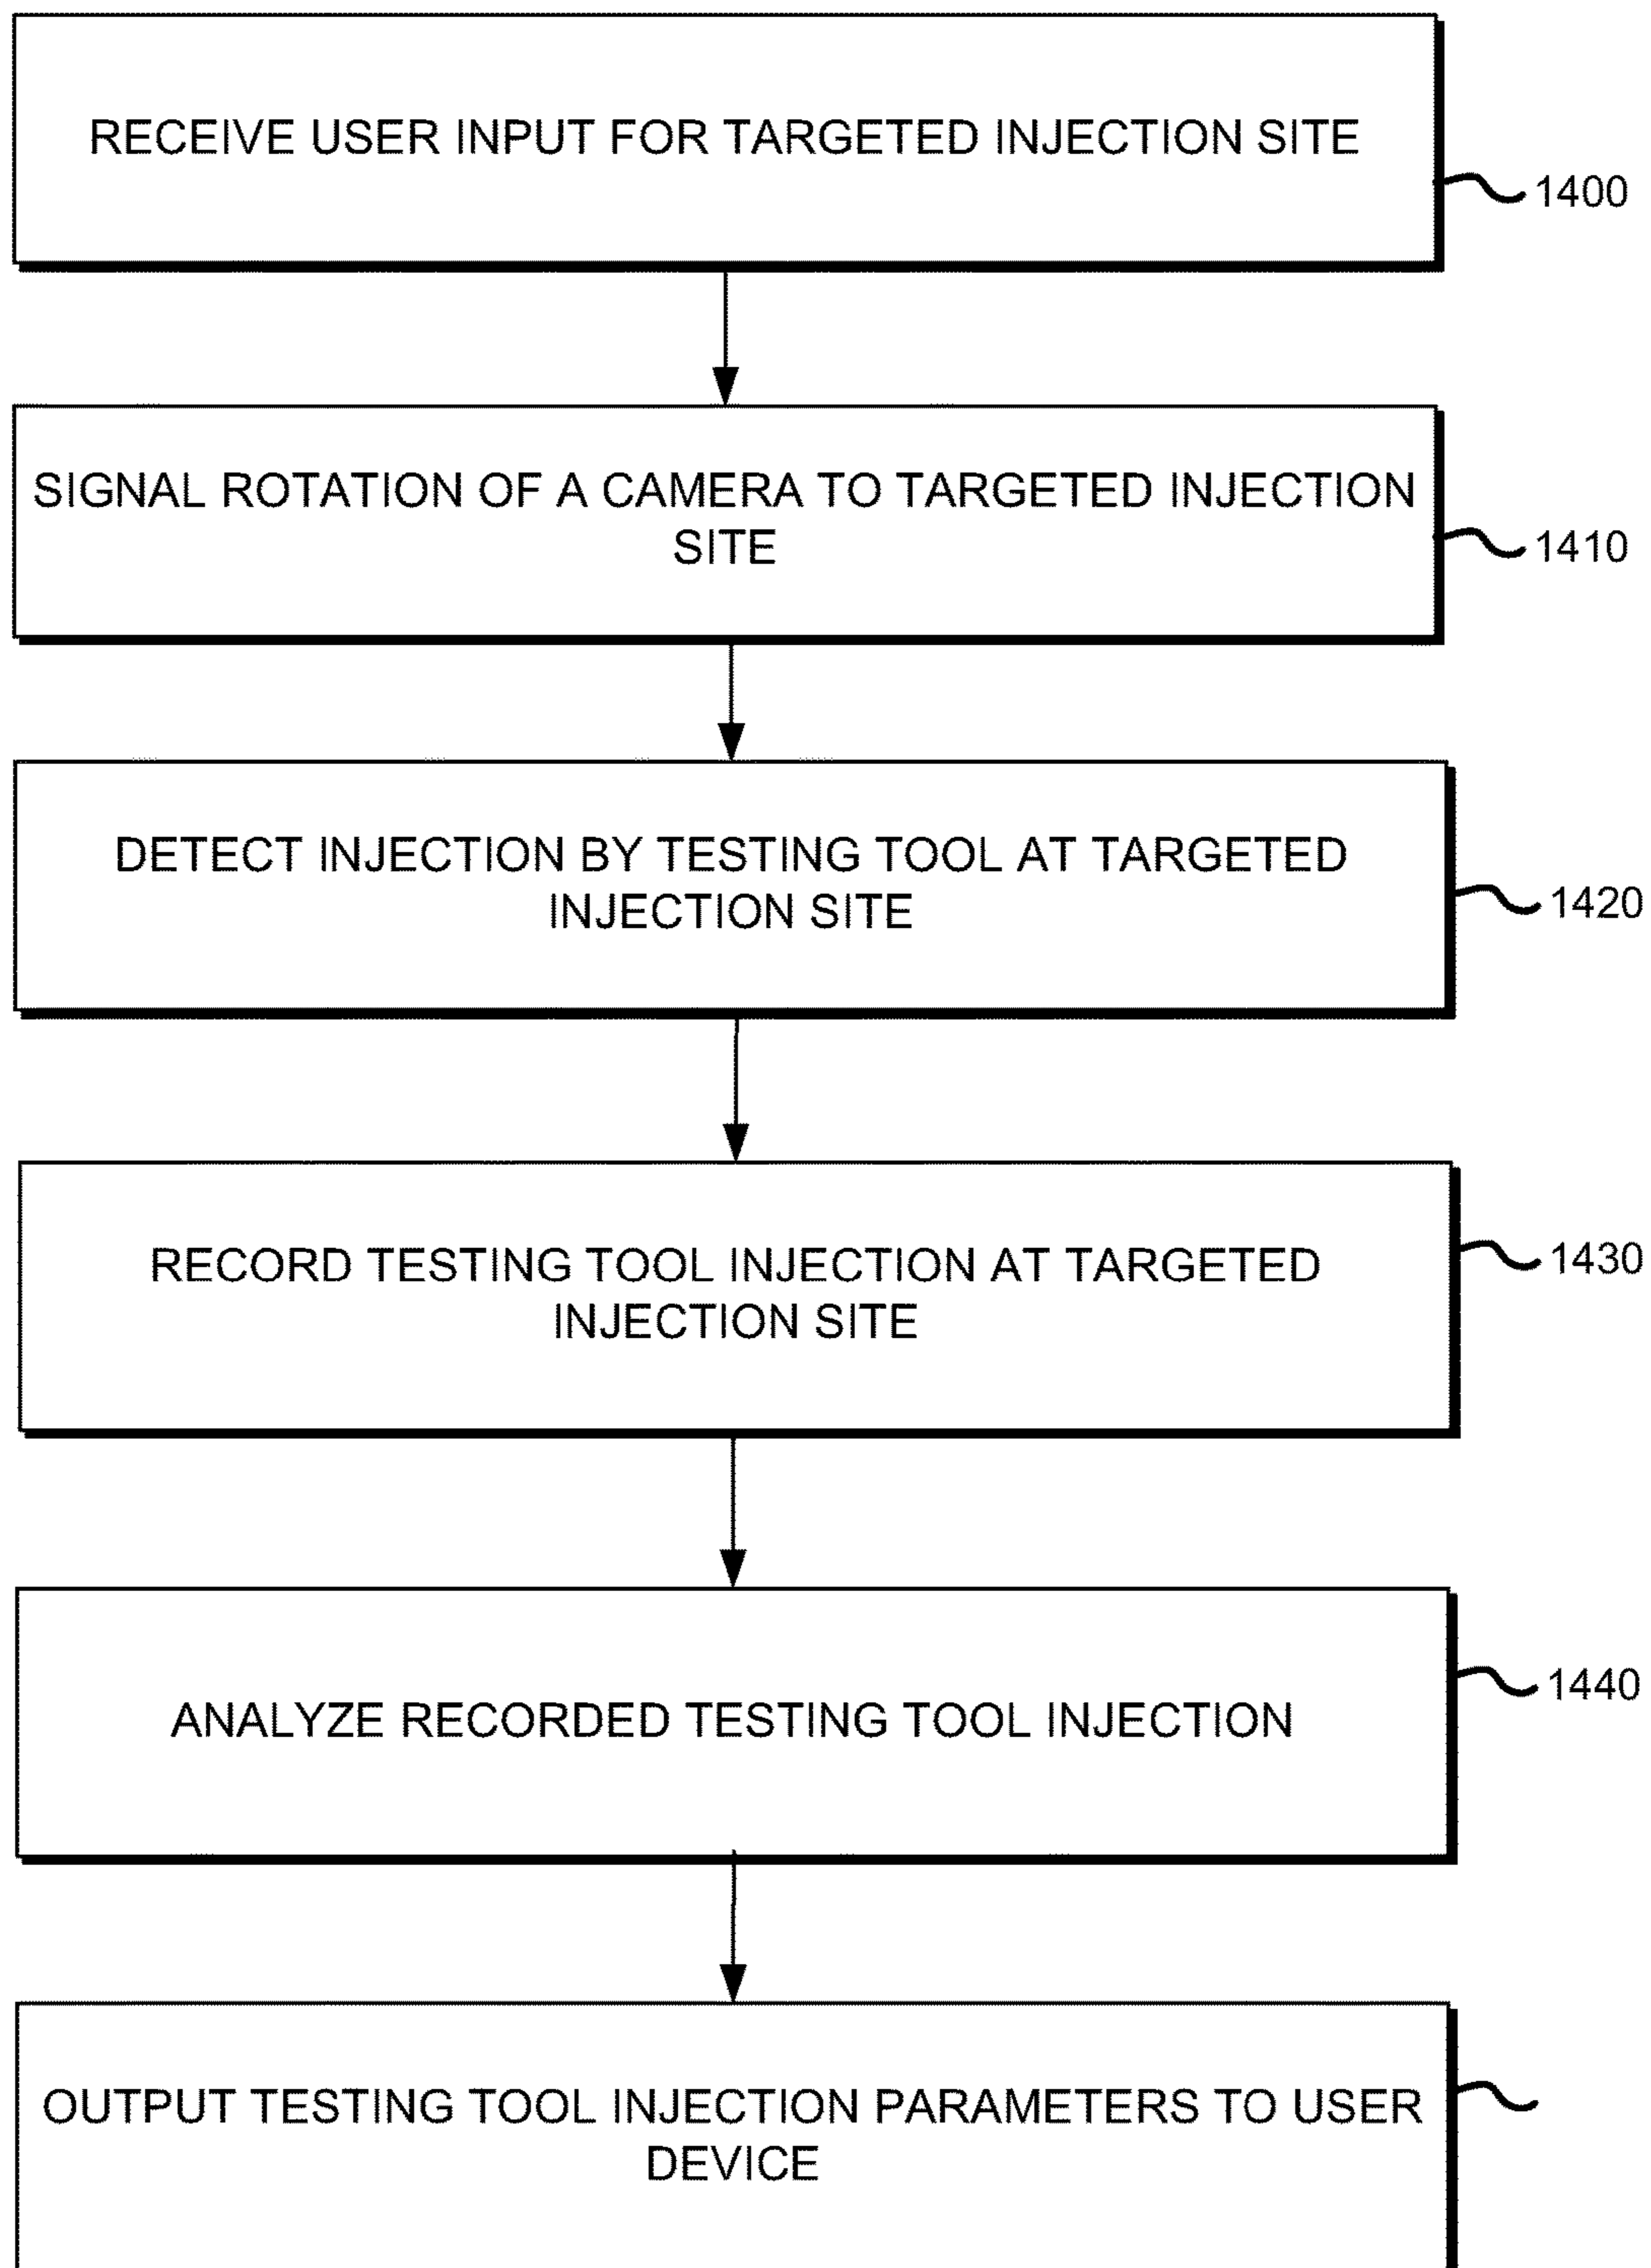 RECEIVE USER INPUT FOR TARGETED INJECTION SITE
1400
SIGNAL ROTATION OF A CAMERA TO TARGETED INJECTION
SITE
1410
DETECT INJECTION BY TESTING TOOL AT TARGETED
INJECTION SITE
1420
RECORD TESTING TOOL INJECTION AT TARGETED
INJECTION SITE
1430
ANALYZE RECORDED TESTING TOOL INJECTION
1440
OUTPUT TESTING TOOL INJECTION PARAMETERS TO USER
DEVICE